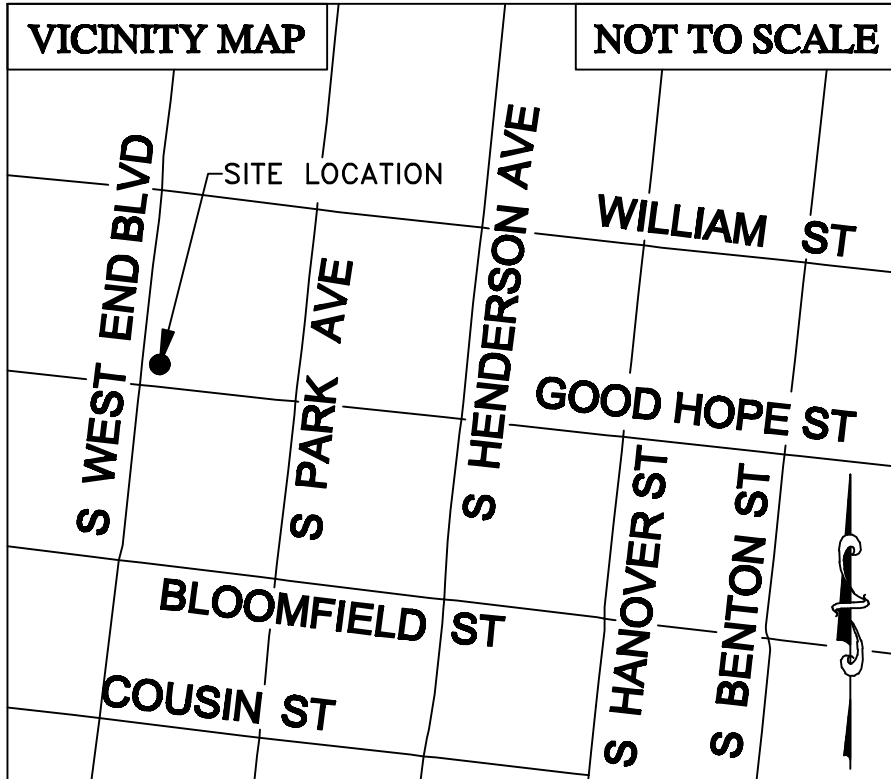 VICINITY MAP
NOT TO SCALE
SITE LOCATION
S WEST END BLVD
S PARK AVE
S HENDERSON AVE
WILLIAM ST
GOOD HOPE ST
S HANOVER ST
S BENTON ST
BLOOMFIELD ST
COUSIN ST